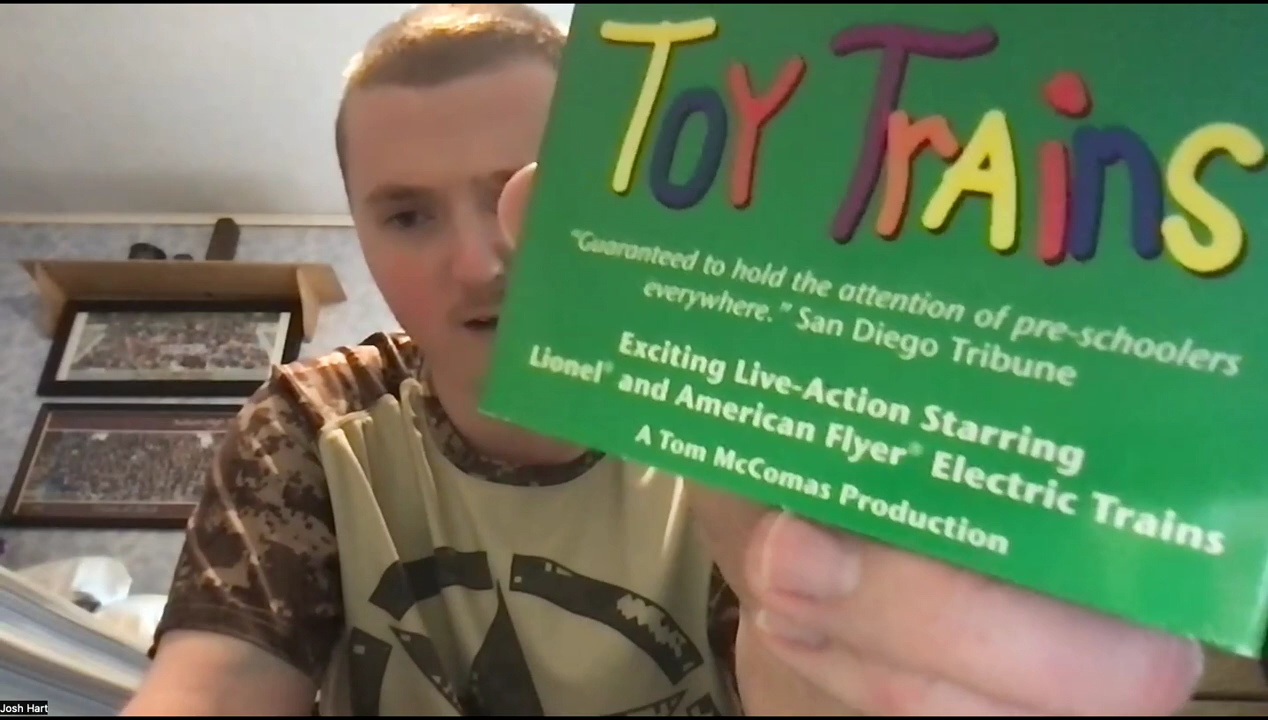 Toy Trains
"Guaranteed to hold the attention of pre-schoolers
everywhere." San Diego Tribune
Exciting Live-Action Starring
Lionel® and American Flyer® Electric Trains
A Tom McComas Production
Josh Hart